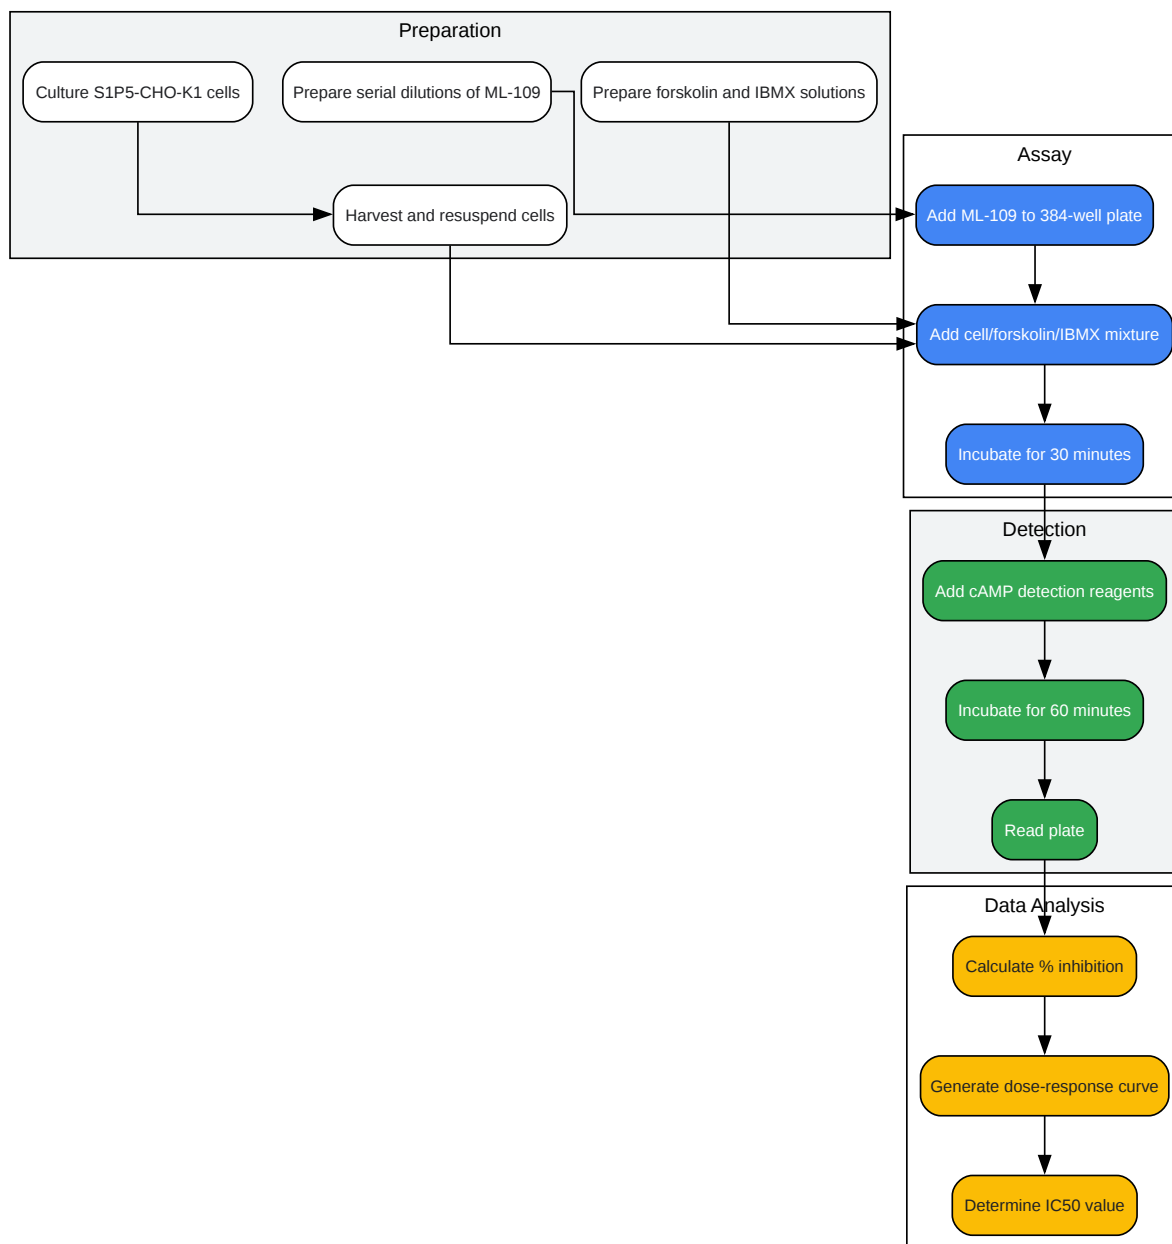 Preparation
Culture S1P5-CHO-K1 cells
Prepare serial dilutions of ML-109
Prepare forskolin and IBMX solutions
Harvest and resuspend cells
Assay
Add ML-109 to 384-well plate
Add cell/forskolin/IBMX mixture
Incubate for 30 minutes
Detection
Add cAMP detection reagents
Incubate for 60 minutes
Read plate
Data Analysis
Calculate % inhibition
Generate dose-response curve
Determine IC50 value